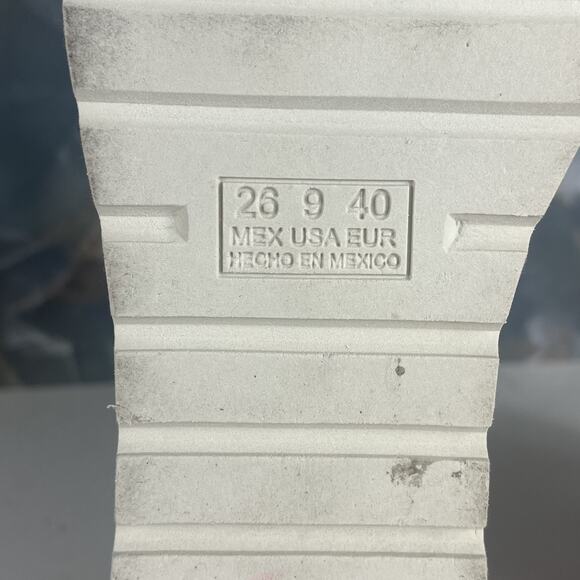 26 9 40
MEX USA EUR
HECHO EN MEXICO